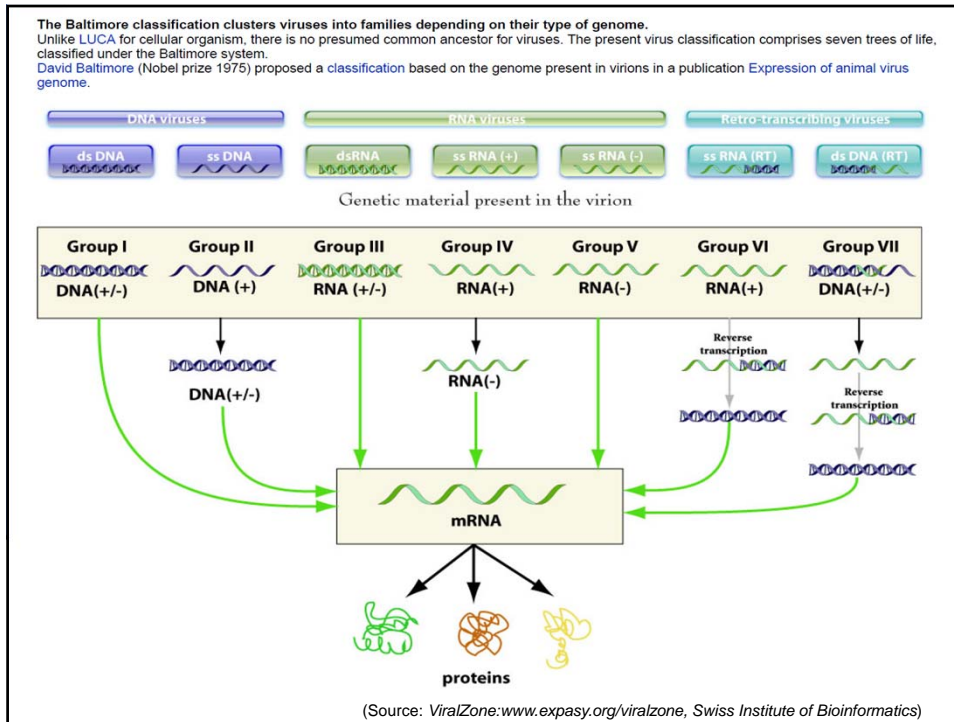 The Baltimore classification clusters viruses into families depending on their type of genome.
Unlike LUCA for cellular organism, there is no presumed common ancestor for viruses. The present virus classification comprises seven trees of life,
classified under the Baltimore system.
David Baltimore (Nobel prize 1975) proposed a classification based on the genome present in virions in a publication Expression of animal virus
genome.
DNA viruses RNA viruses Retro-transcribing viruses
ds DNA ss DNA dsRNA ss RNA (+) ss RNA (-) ss RNA (RT) ds DNA (RT)
Genetic material present in the virion
Group I Group II Group III Group IV Group V Group VI Group VII
DNA(+/-) DNA (+) RNA (+/-) RNA(+) RNA(-) RNA(+) DNA(+/-)
Reverse
transcription
DNA(+/-)
RNA(-)
Reverse
transcription
mRNA
proteins
(Source: ViralZone:www.expasy.org/viralzone, Swiss Institute of Bioinformatics)